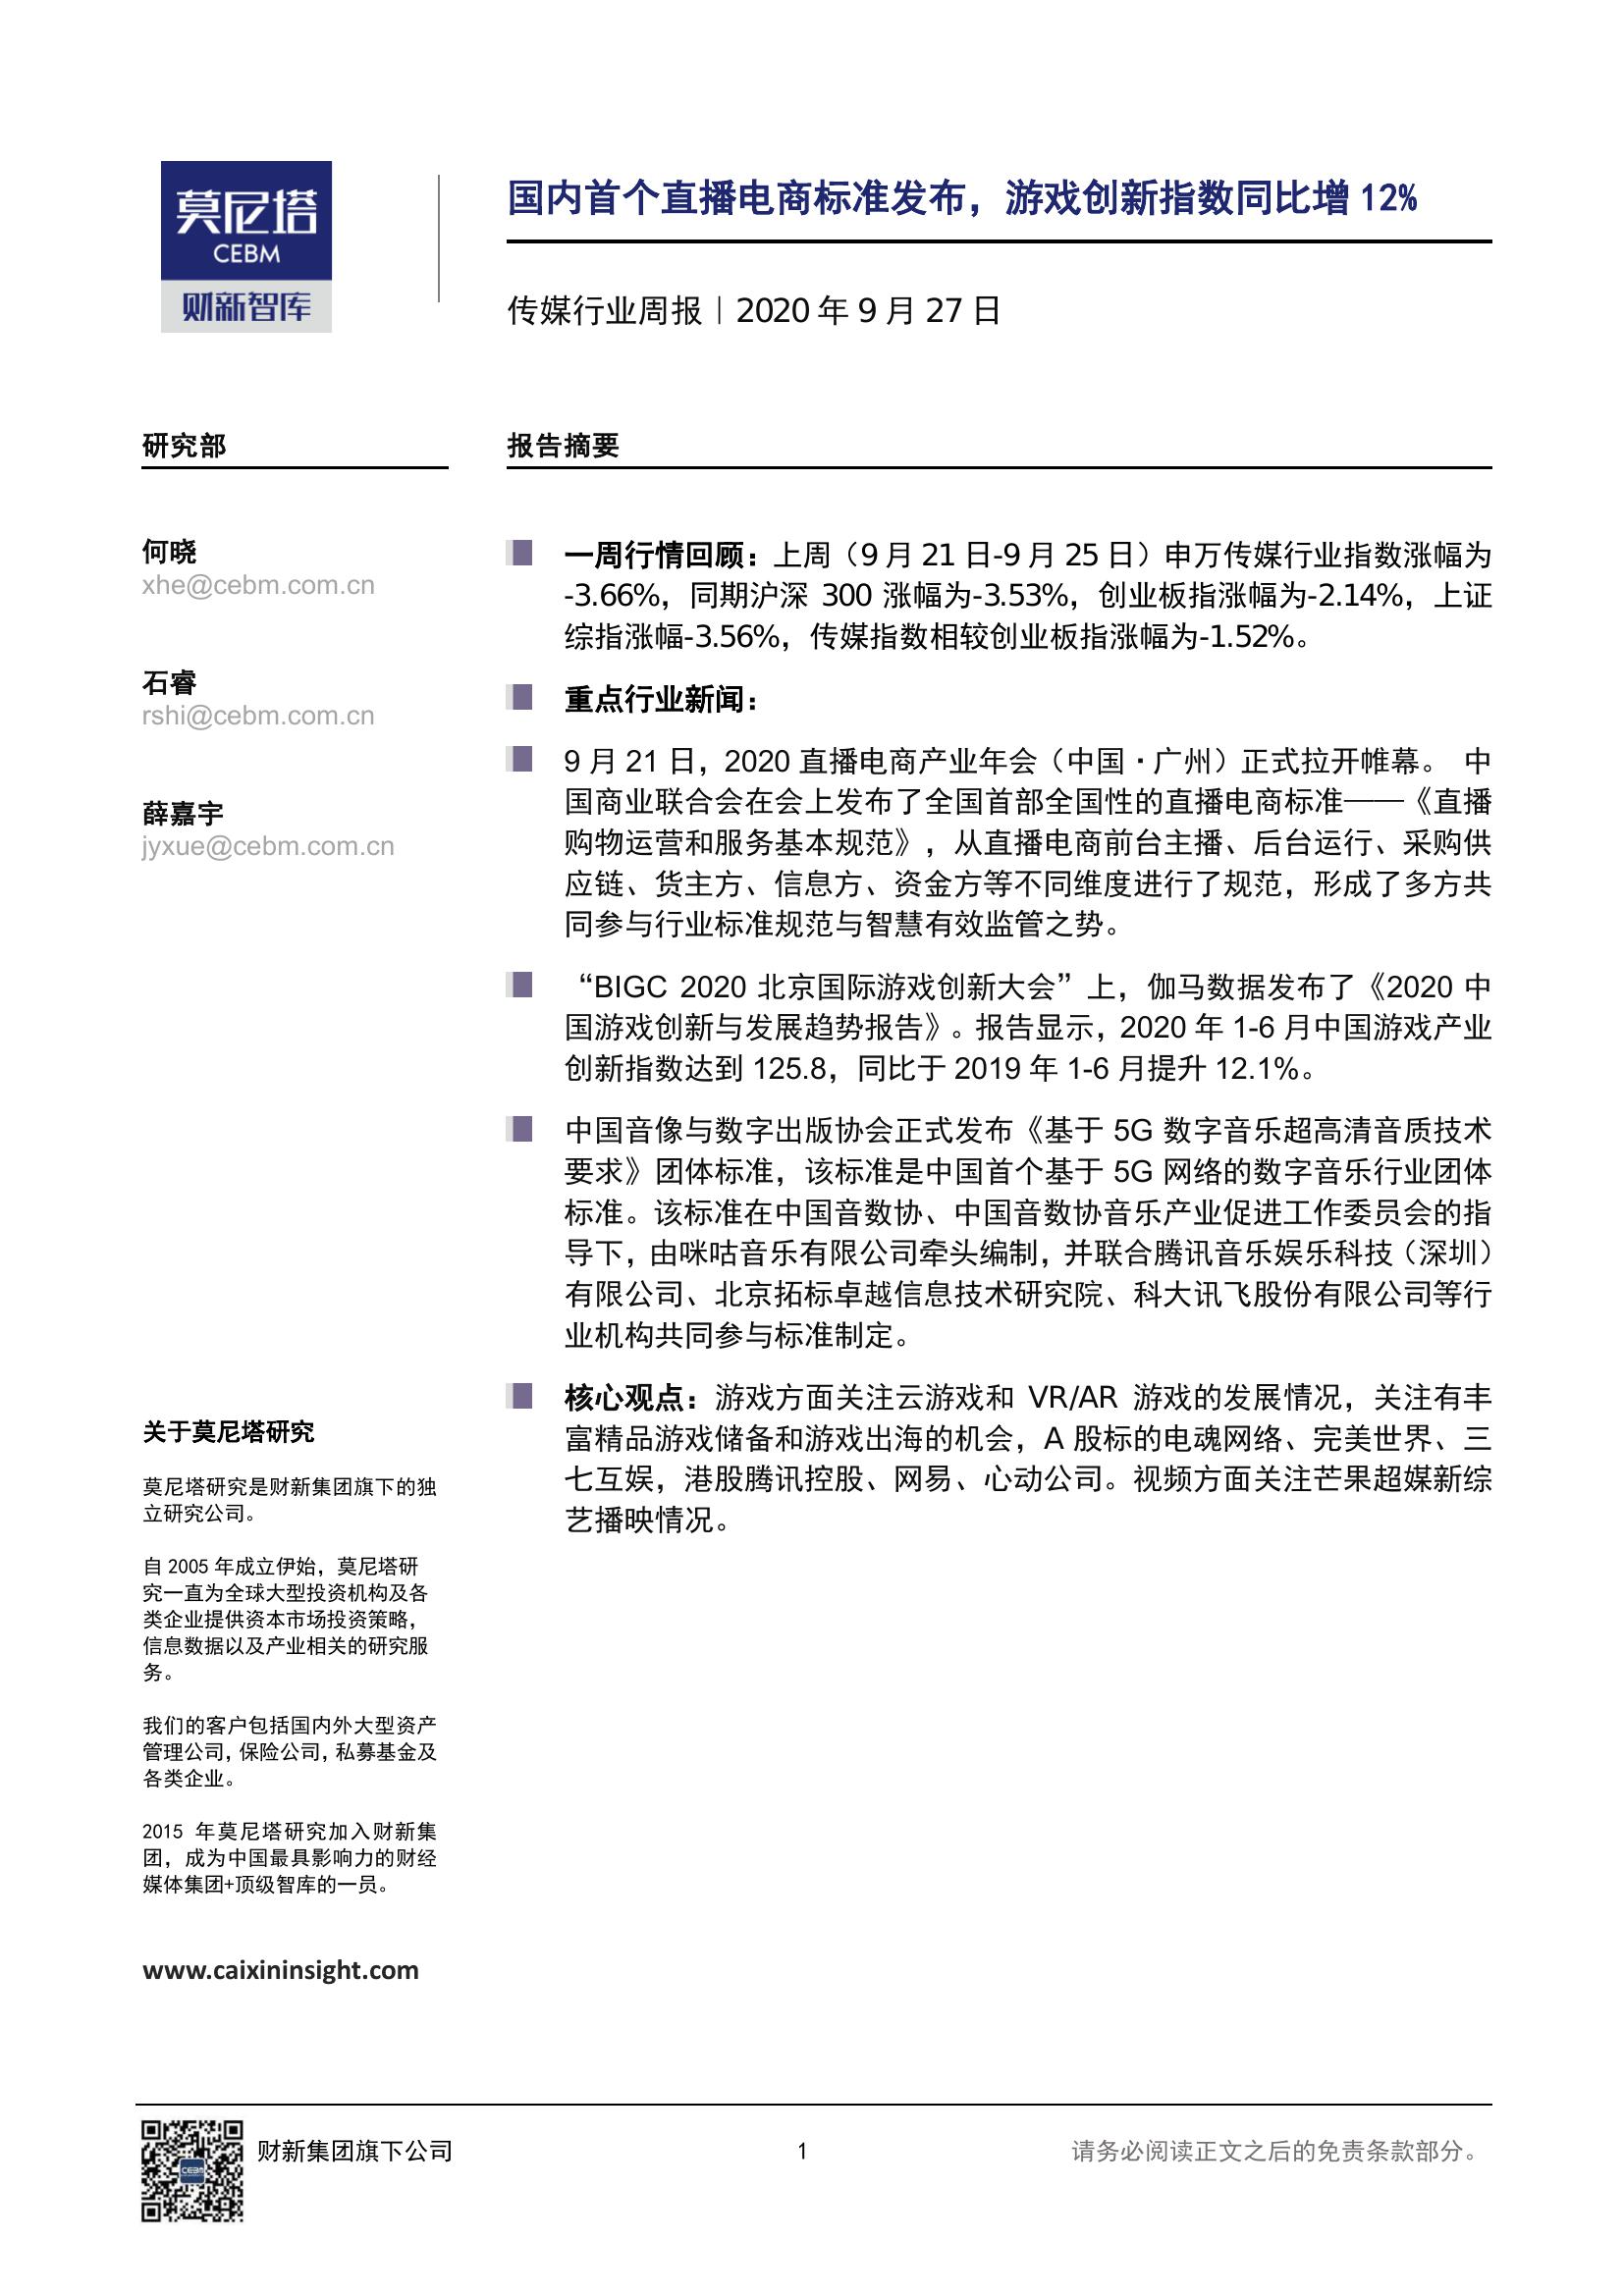 莫尼塔
CEBM
财新智库
国内首个直播电商标准发布，游戏创新指数同比增 12%
传媒行业周报｜2020 年 9 月 27 日
研究部
何晓
xhe@cebm.com.cn
石睿
rshi@cebm.com.cn
薛嘉宇
jyxue@cebm.com.cn
报告摘要
一周行情回顾：上周（9 月 21 日-9 月 25 日）申万传媒行业指数涨幅为
-3.66%，同期沪深 300 涨幅为-3.53%，创业板指涨幅为-2.14%，上证
综指涨幅-3.56%，传媒指数相较创业板指涨幅为-1.52%。
重点行业新闻：
9 月 21 日，2020 直播电商产业年会（中国·广州）正式拉开帷幕。 中
国商业联合会在会上发布了全国首部全国性的直播电商标准——《直播
购物运营和服务基本规范》，从直播电商前台主播、后台运行、采购供
应链、货主方、信息方、资金方等不同维度进行了规范，形成了多方共
同参与行业标准规范与智慧有效监管之势。
“BIGC 2020 北京国际游戏创新大会”上，伽马数据发布了《2020 中
国游戏创新与发展趋势报告》。报告显示，2020 年 1-6 月中国游戏产业
创新指数达到 125.8，同比于 2019 年 1-6 月提升 12.1%。
中国音像与数字出版协会正式发布《基于 5G 数字音乐超高清音质技术
要求》团体标准，该标准是中国首个基于 5G 网络的数字音乐行业团体
标准。该标准在中国音数协、中国音数协音乐产业促进工作委员会的指
导下，由咪咕音乐有限公司牵头编制，并联合腾讯音乐娱乐科技（深圳）
有限公司、北京拓标卓越信息技术研究院、科大讯飞股份有限公司等行
业机构共同参与标准制定。
核心观点：游戏方面关注云游戏和 VR/AR 游戏的发展情况，关注有丰
富精品游戏储备和游戏出海的机会，A 股标的电魂网络、完美世界、三
七互娱，港股腾讯控股、网易、心动公司。视频方面关注芒果超媒新综
艺播映情况。
关于莫尼塔研究
莫尼塔研究是财新集团旗下的独
立研究公司。
自 2005 年成立伊始，莫尼塔研
究一直为全球大型投资机构及各
类企业提供资本市场投资策略，
信息数据以及产业相关的研究服
务。
我们的客户包括国内外大型资产
管理公司，保险公司，私募基金及
各类企业。
2015 年莫尼塔研究加入财新集
团，成为中国最具影响力的财经
媒体集团+顶级智库的一员。
www.caixininsight.com
CEBM
财新集团旗下公司
1
请务必阅读正文之后的免责条款部分。